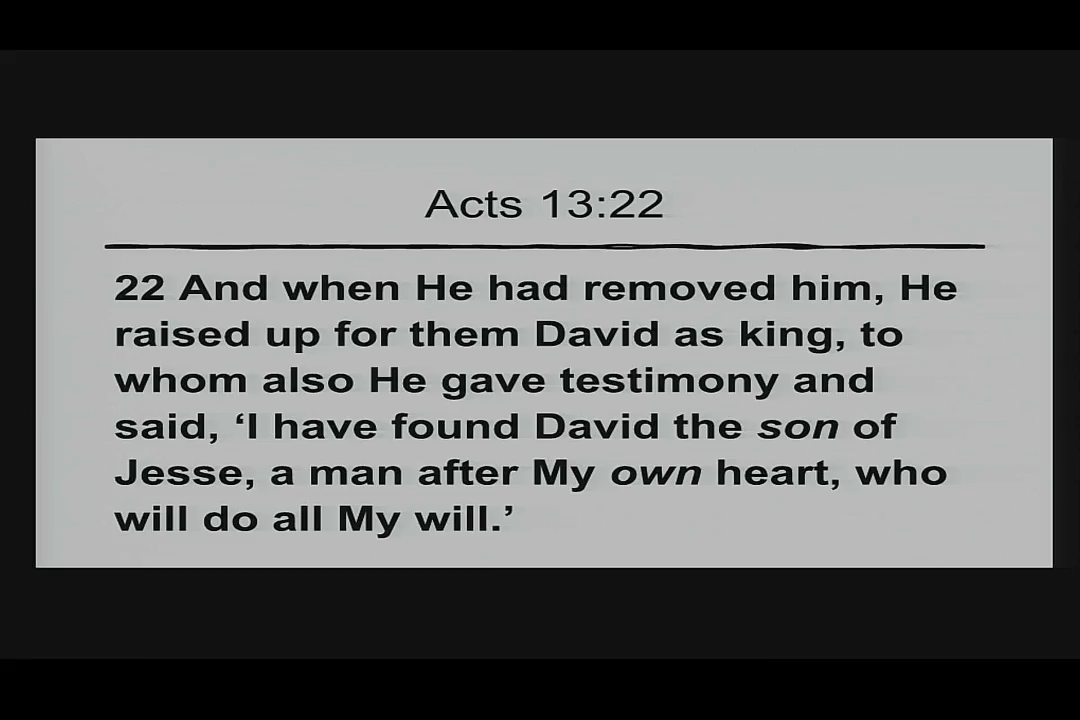 Acts 13:22
22 And when He had removed him, He
raised up for them David as king, to
whom also He gave testimony and
said, ‘I have found David the son of
Jesse, a man after My own heart, who
will do all My will.’